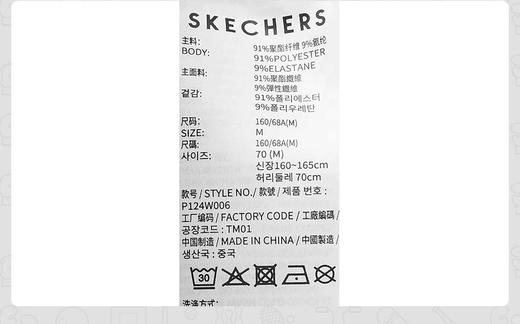 SKECHERS
主料: 91%聚酯纤维 9%氨纶
BODY: 91%POLYESTER
9%ELASTANE
主面料: 91%聚酯纖維
9%彈性纖維
겉감: 91%폴리에스터
9%폴리우레탄
尺码: 160/68A(M)
SIZE: M
尺碼: 160/68A(M)
사이즈: 70 (M)
신장160~165cm
허리둘레 70cm
款号 / STYLE NO./ 款號 / 제품 번호 :
P124W006
工厂编码 / FACTORY CODE / 工廠編碼 /
공장코드 : TM01
中国制造 / MADE IN CHINA / 中國製造 /
생산국 : 중국
30
洗涤方式: